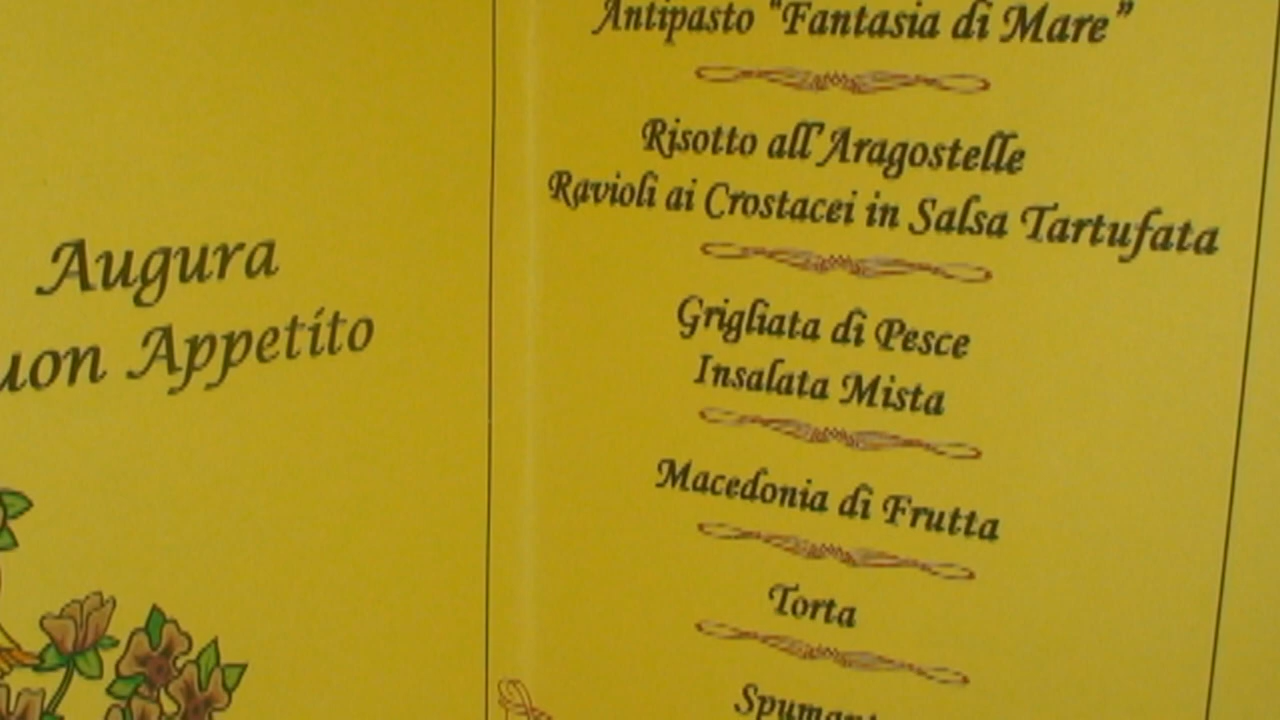 Augura
Appetito
Antipasto "Fantasia di Mare"
Risotto all'Aragostelle
Ravioli ai Crostacei in Salsa Tartufata
Grigliata di Pesce
Insalata Mista
Macedonia di Frutta
Torta